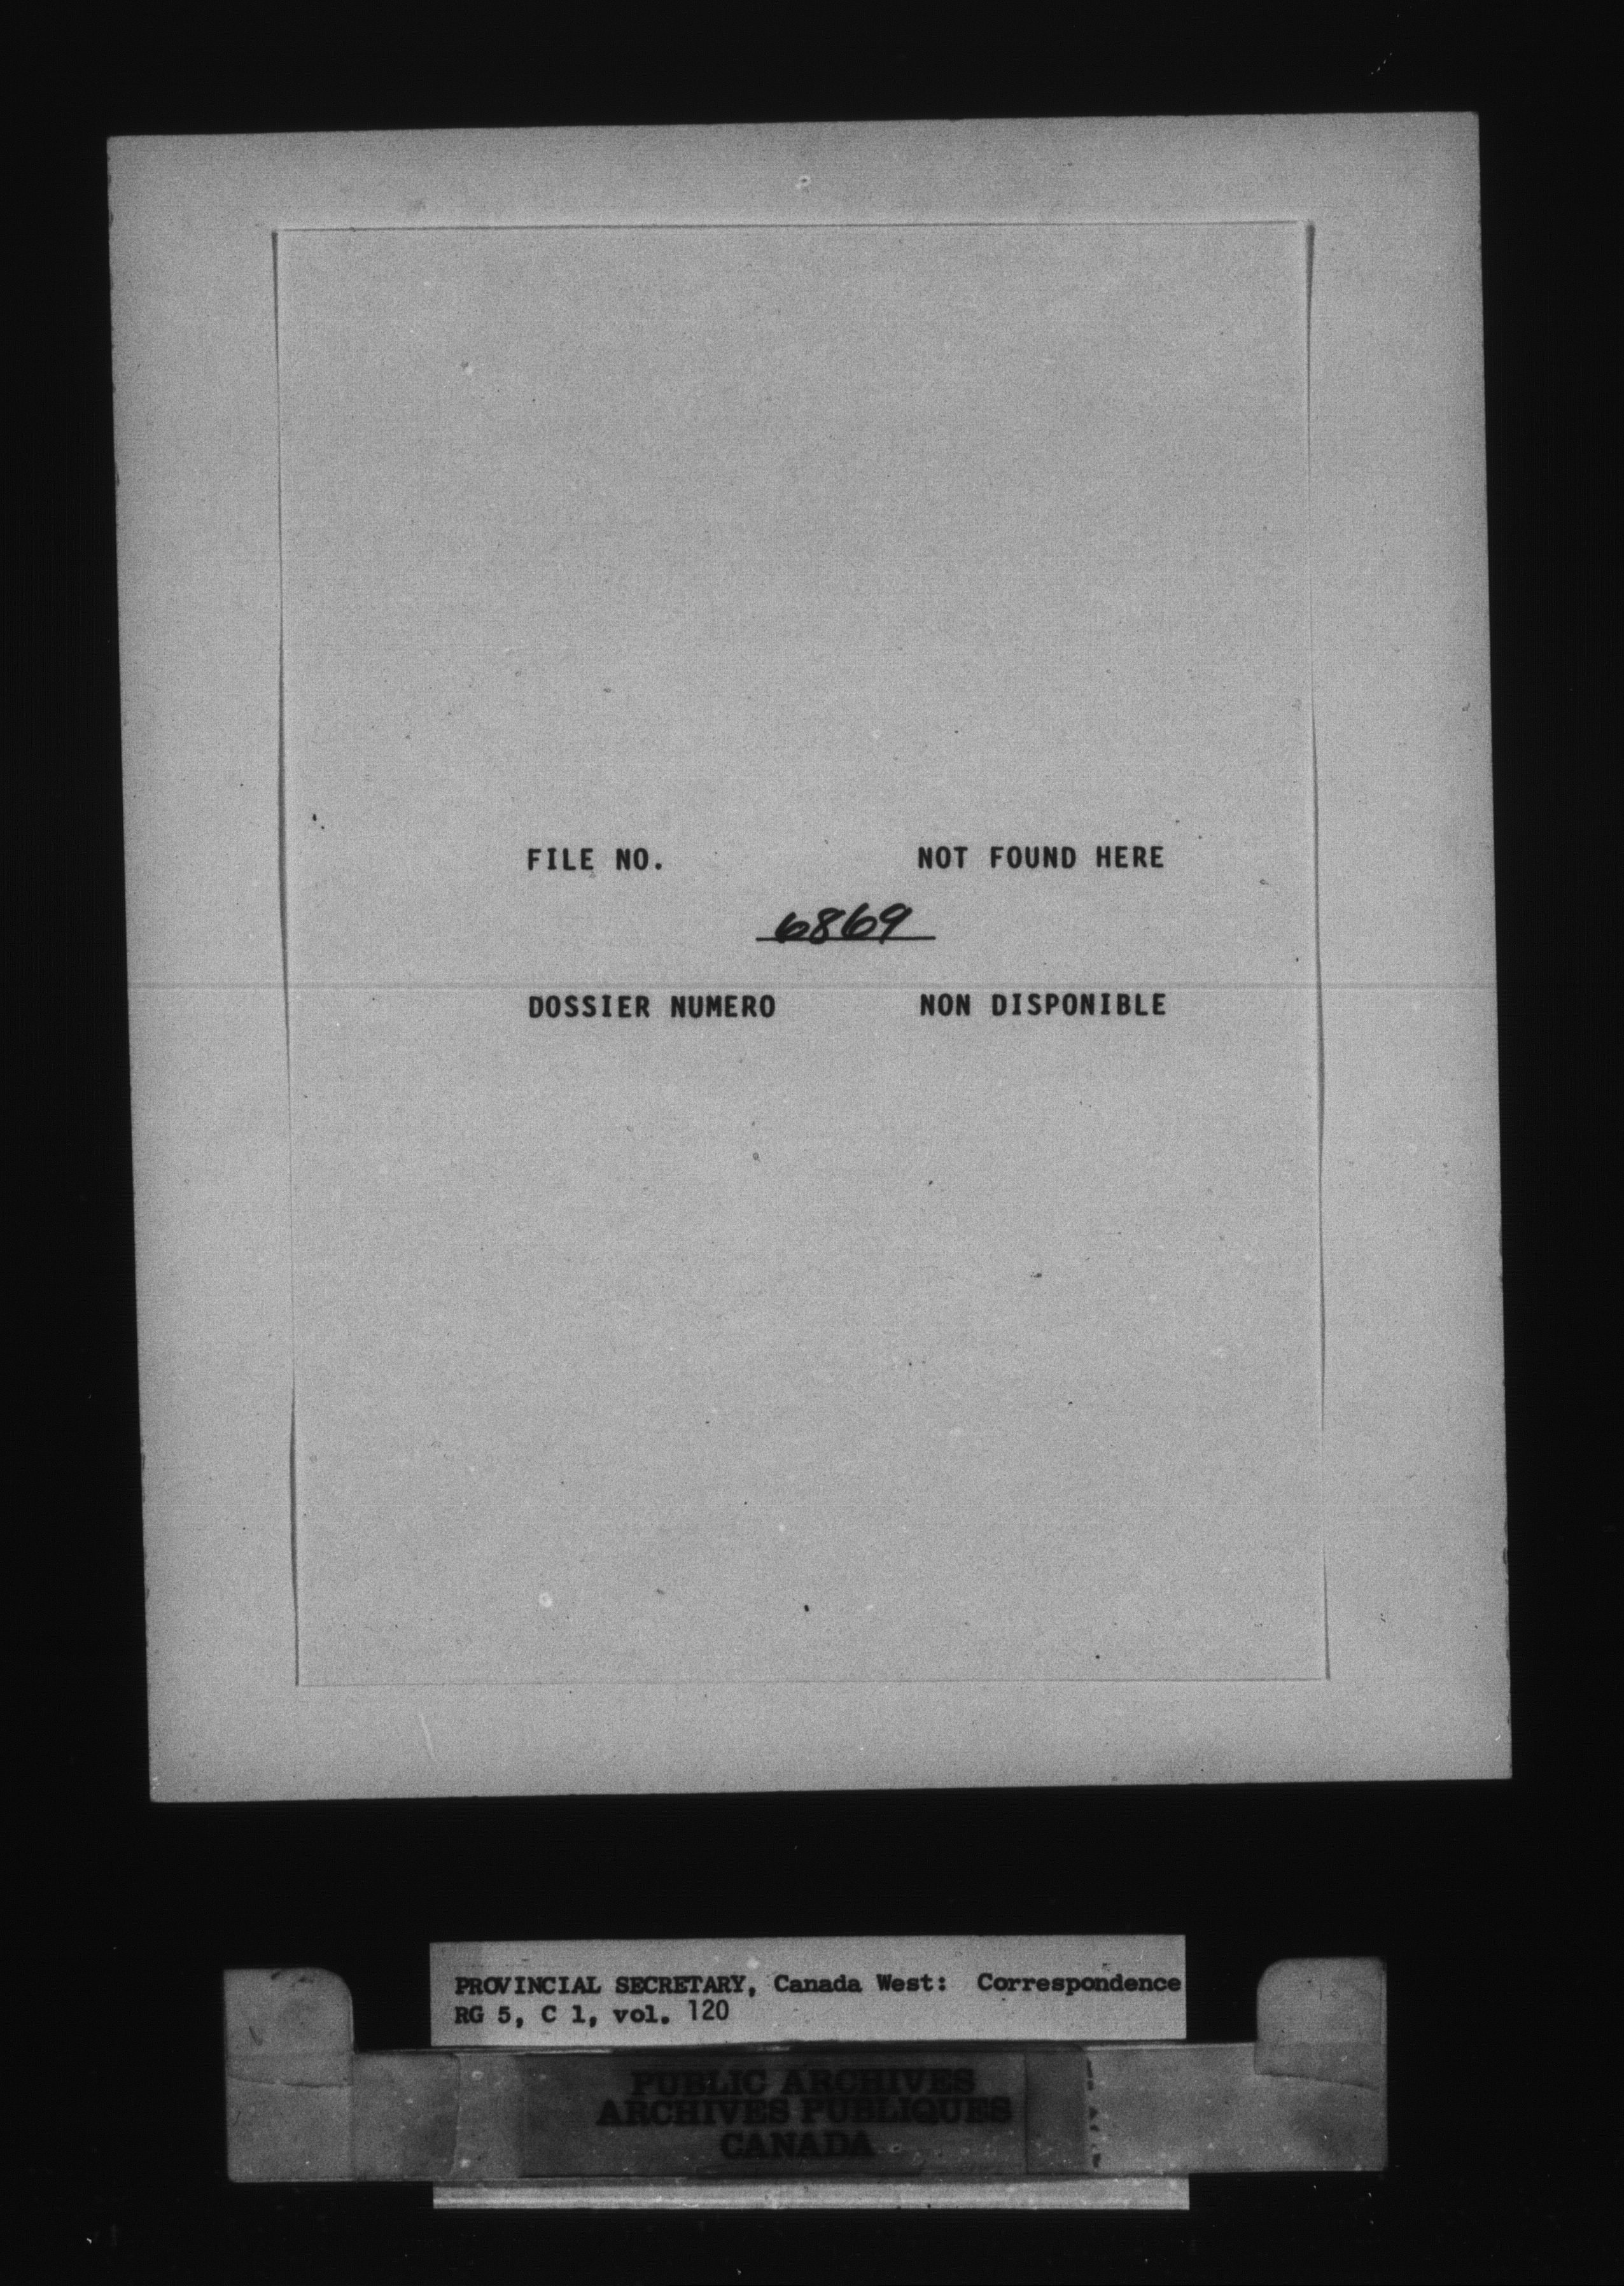 FILE NO. NOT FOUND HERE
6869
DOSSIER NUMERO NON DISPONIBLE
PROVINCIAL SECRETARY, Canada West: Correspondence
RG 5, C 1, vol. 120
PUBLIC ARCHIVES
ARCHIVES PUBLIQUES
CANADA